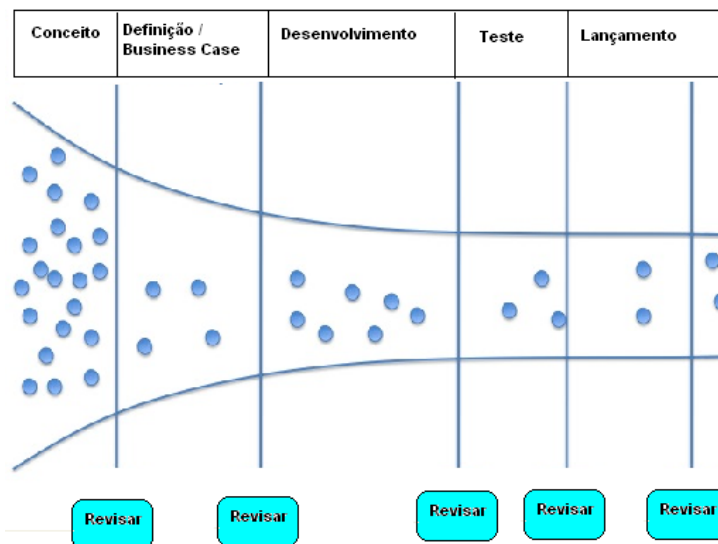 Conceito
Definição /
Business Case
Desenvolvimento
Teste
Lançamento
Revisar
Revisar
Revisar
Revisar
Revisar